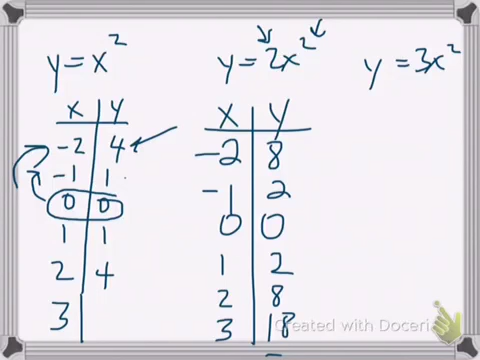 y = x² y = 2x² y = 3x²
x y x y
-2 4 -2 8
-1 1 -1 2
0 0 0 0
1 1 1 2
2 4 2 8
3 3 18
Created with Doceri